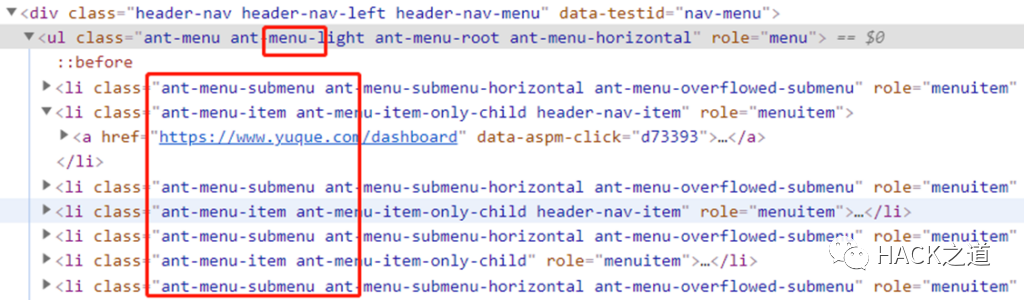 ▼<div class="header-nav header-nav-left header-nav-menu" data-testid="nav-menu">
▼<ul class="ant-menu ant-menu-light ant-menu-root ant-menu-horizontal" role="menu"> == $0
::before
▶<li class="ant-menu-submenu ant-menu-submenu-horizontal ant-menu-overflowed-submenu" role="menuitem"
▼<li class="ant-menu-item ant-menu-item-only-child header-nav-item" role="menuitem">
▶<a href="https://www.yuque.com/dashboard" data-aspm-click="d73393">…</a>
</li>
▶<li class="ant-menu-submenu ant-menu-submenu-horizontal ant-menu-overflowed-submenu" role="menuitem"
▶<li class="ant-menu-item ant-menu-item-only-child header-nav-item" role="menuitem">…</li>
▶<li class="ant-menu-submenu ant-menu-submenu-horizontal ant-menu-overflowed-submenu" role="menuitem"
▶<li class="ant-menu-item ant-menu-item-only-child" role="menuitem">…</li>
HACK之道
▶<li class="ant-menu-submenu ant-menu-submenu-horizontal ant-menu-overflowed-submenu" role="menuitem"